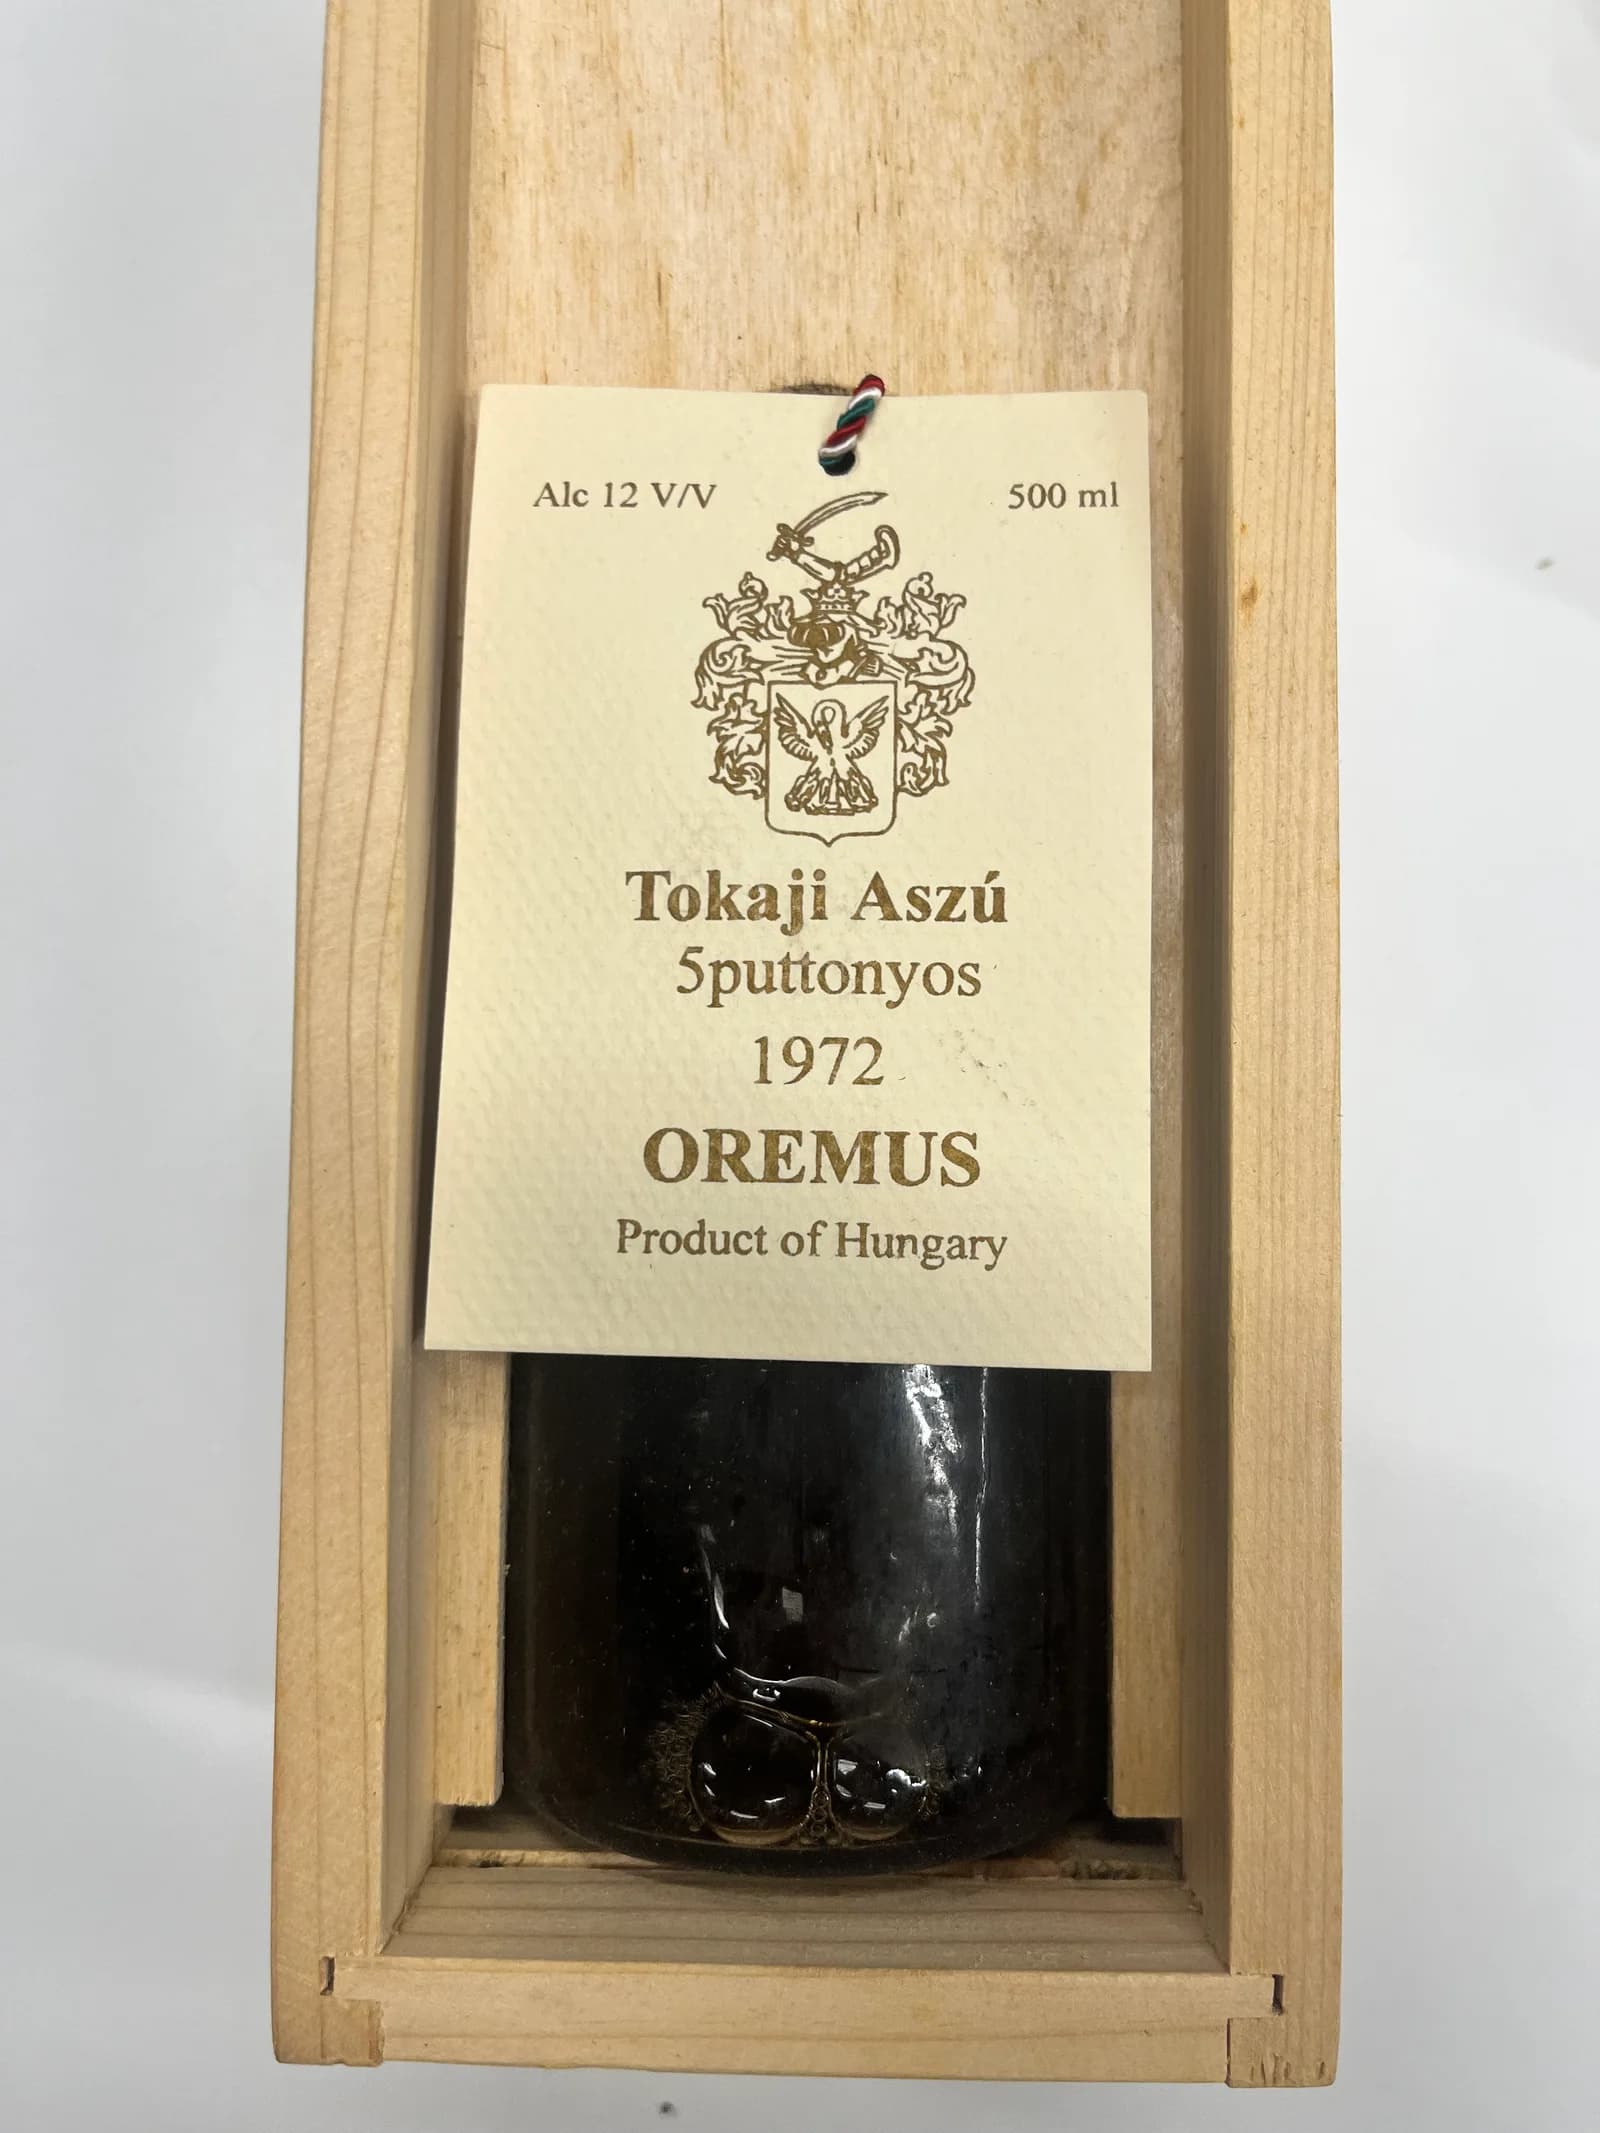 Alc 12 V/V 500 ml
Tokaji Aszú
5puttonyos
1972
OREMUS
Product of Hungary